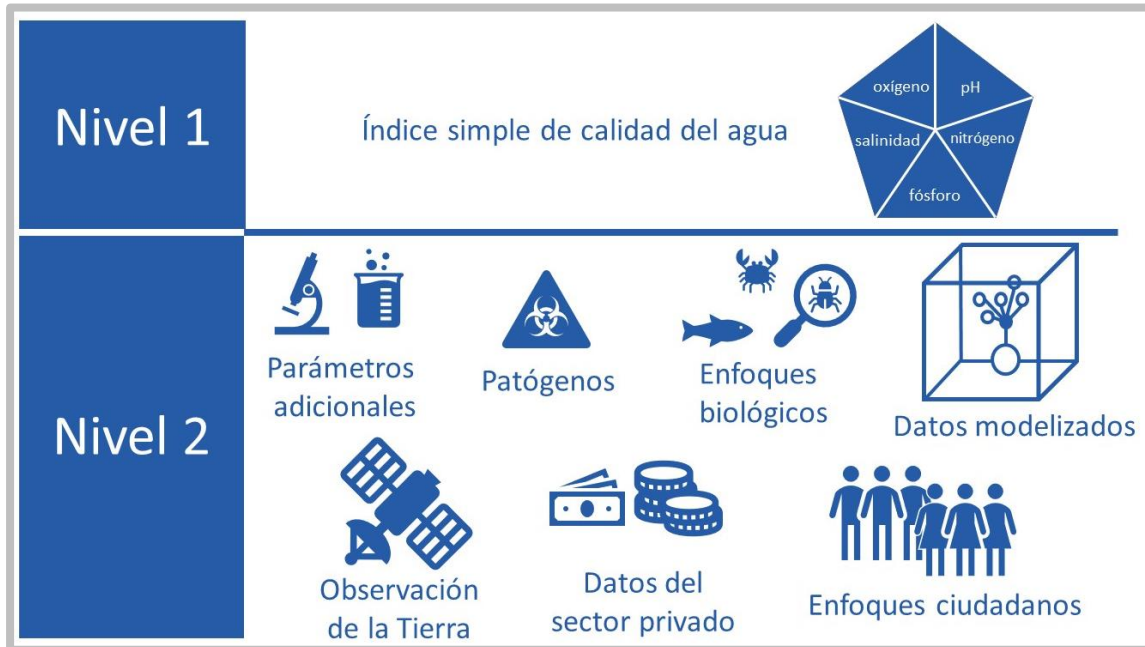 Nivel 1
Índice simple de calidad del agua
oxígeno
pH
salinidad
nitrógeno
fósforo
Nivel 2
Parámetros
adicionales
Patógenos
Enfoques
biológicos
Datos modelizados
Observación
de la Tierra
Datos del
sector privado
Enfoques ciudadanos